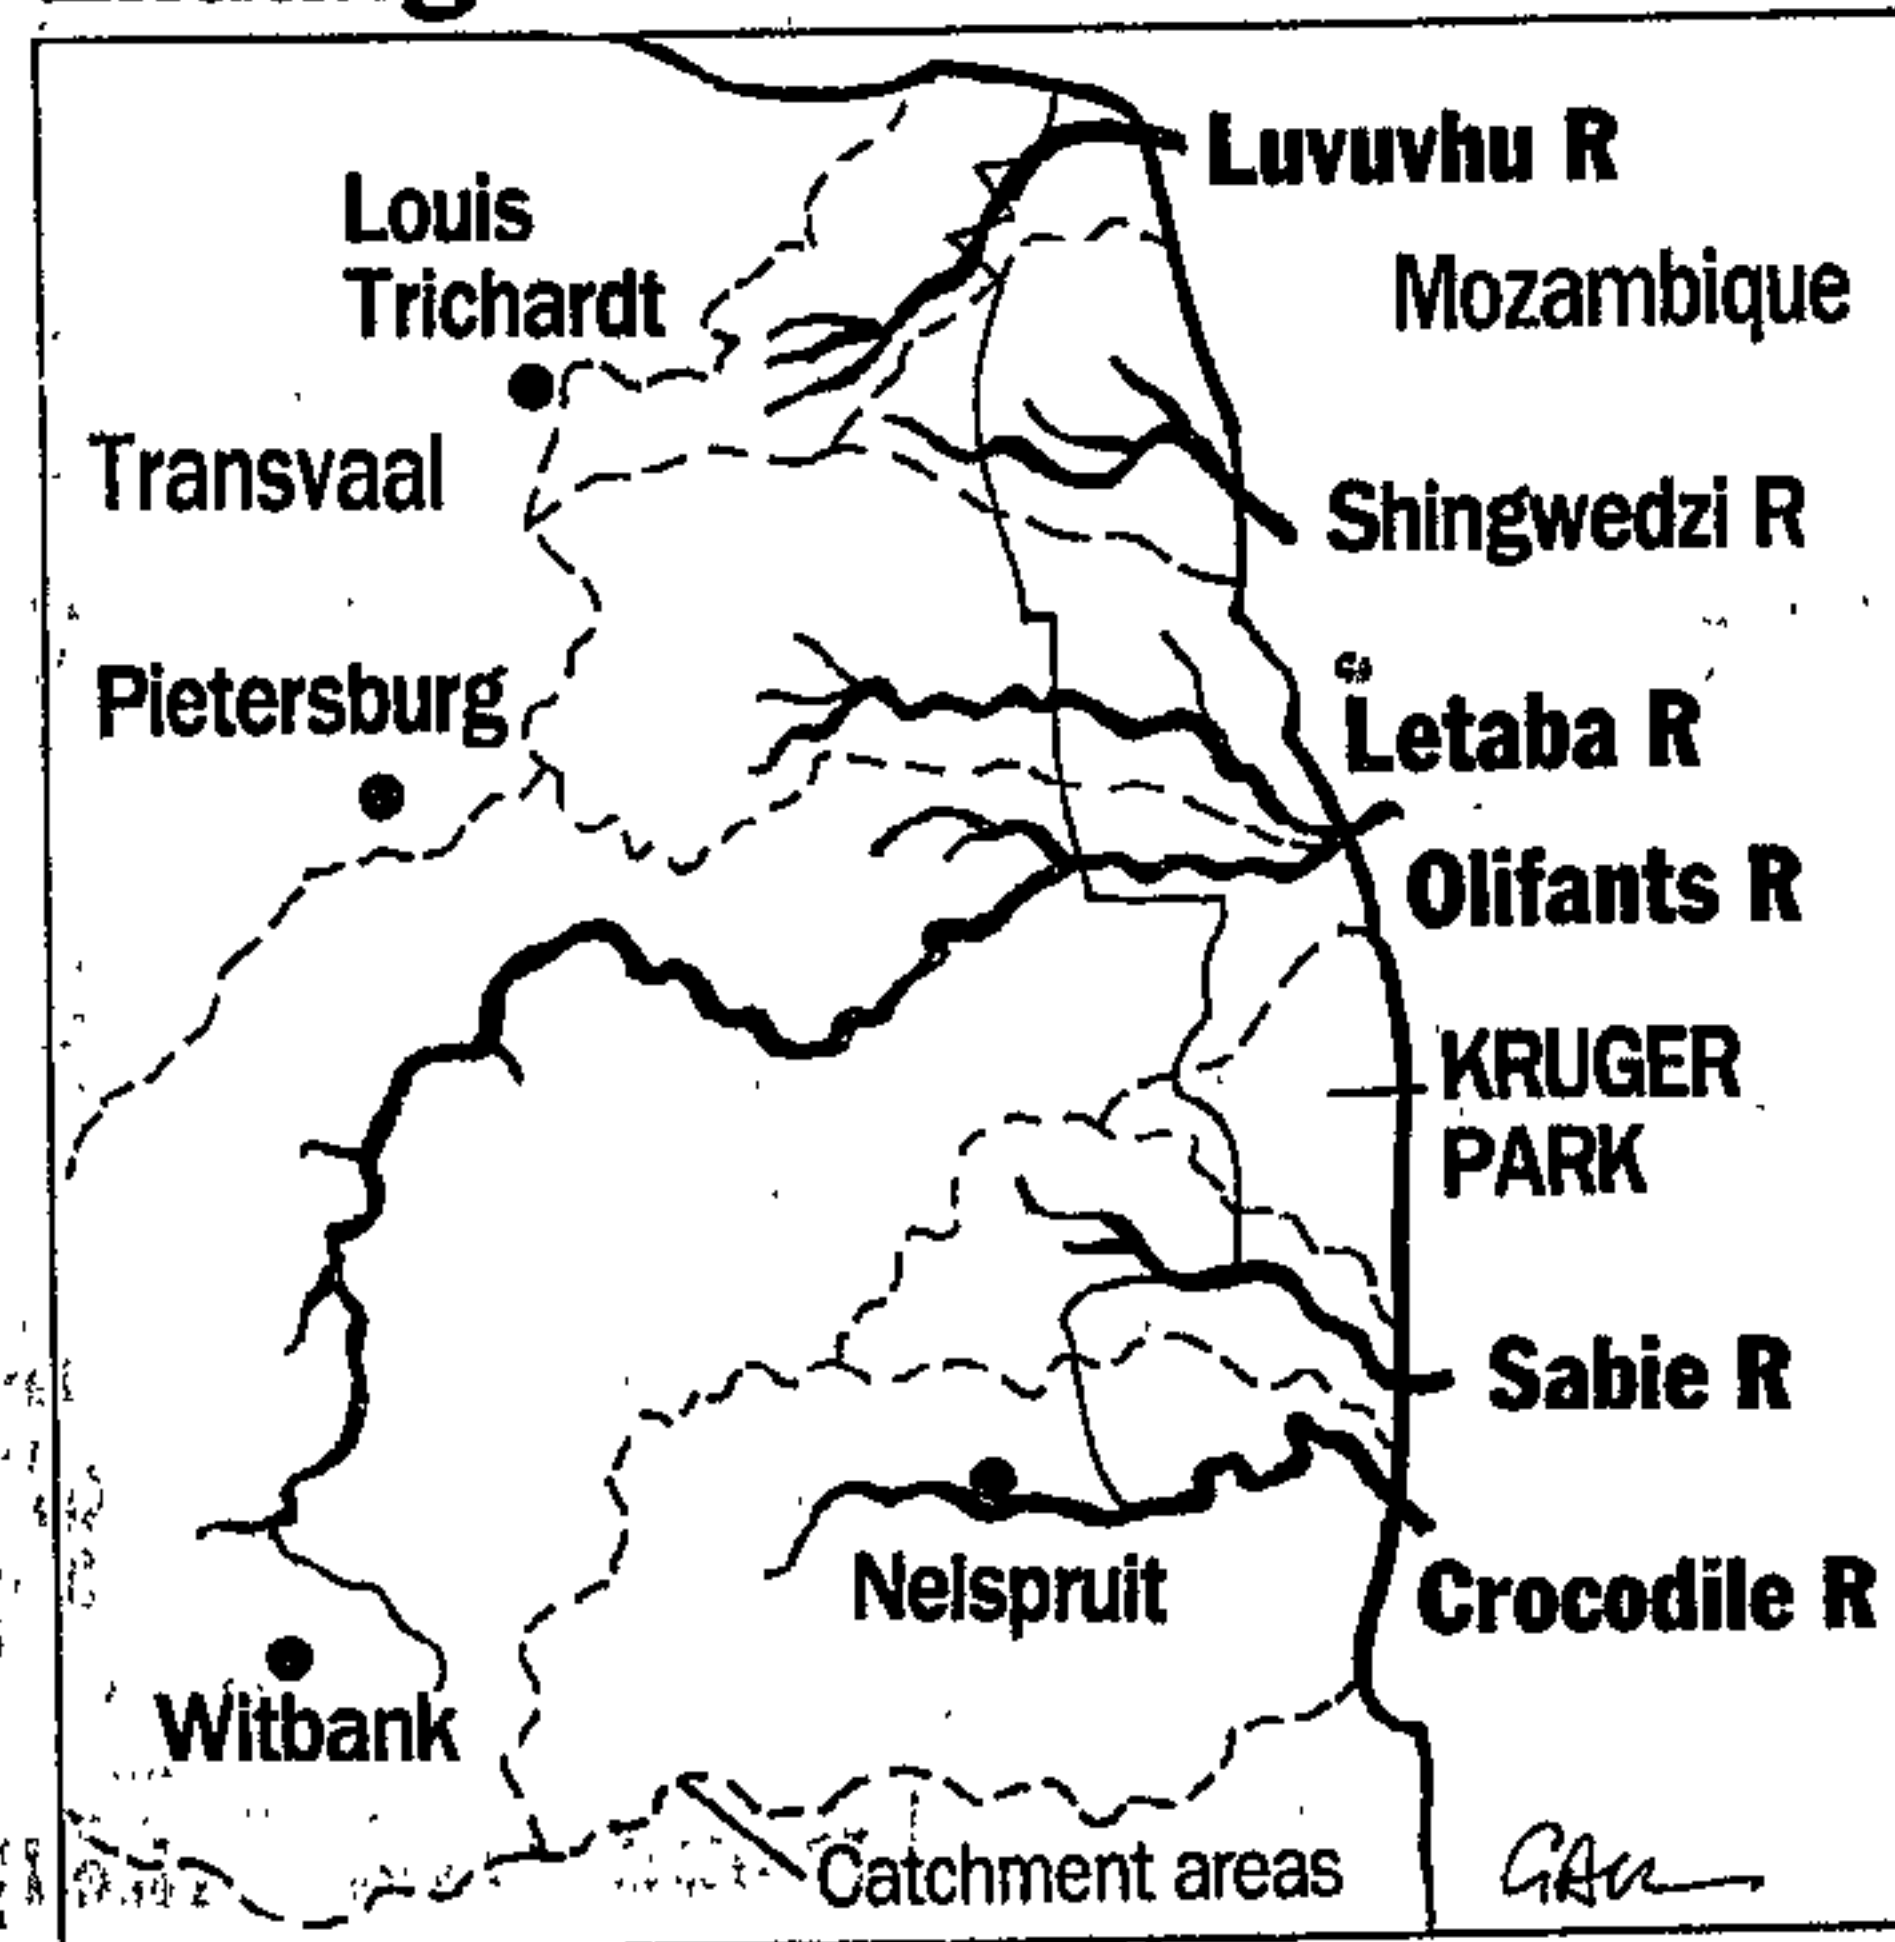 Luvuvhu R
Louis
Trichardt
Mozambique
Transvaal
Shingwedzi R
Pietersburg
Letaba R
Olifants R
KRUGER
PARK
Sabie R
Nelspruit
Crocodile R
Witbank
Catchment areas